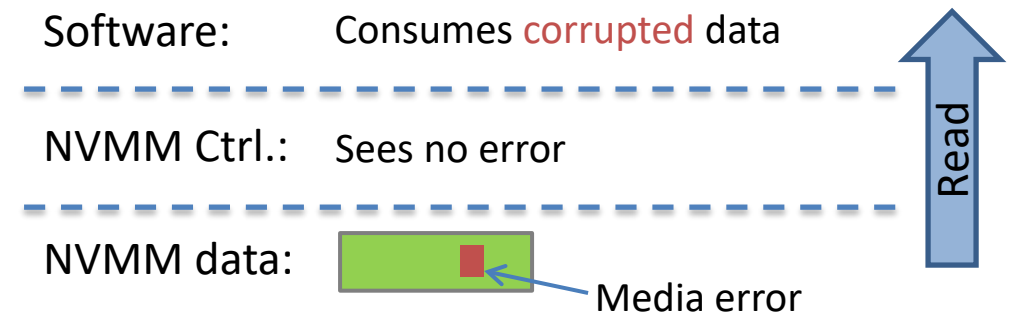 Software: Consumes corrupted data
NVMM Ctrl.: Sees no error
Read
NVMM data:
Media error